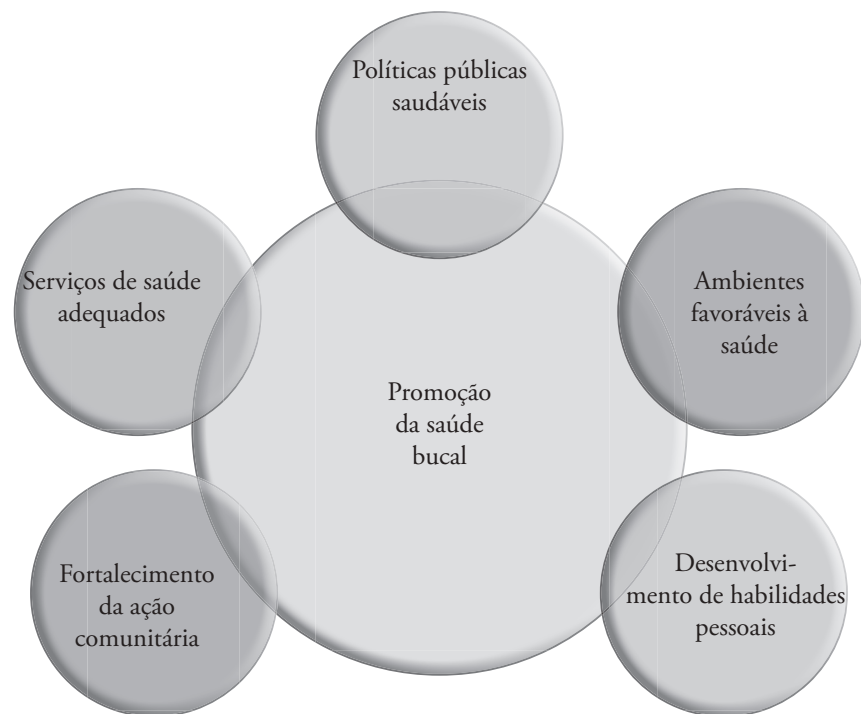 Políticas públicas
saudáveis
Serviços de saúde
adequados
Ambientes
favoráveis à
saúde
Promoção
da saúde
bucal
Fortalecimento
da ação
comunitária
Desenvolvi-
mento de habilidades
pessoais